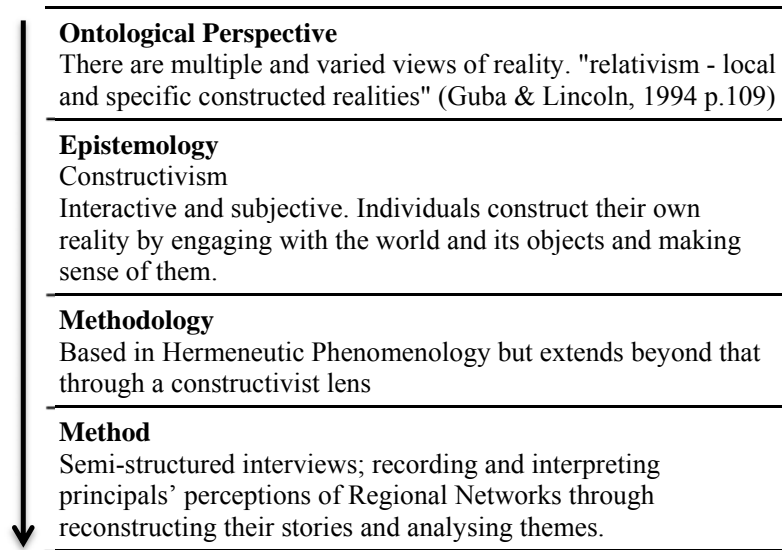 Ontological Perspective
There are multiple and varied views of reality. "relativism - local
and specific constructed realities" (Guba & Lincoln, 1994 p.109)
Epistemology
Constructivism
Interactive and subjective. Individuals construct their own
reality by engaging with the world and its objects and making
sense of them.
Methodology
Based in Hermeneutic Phenomenology but extends beyond that
through a constructivist lens
Method
Semi-structured interviews; recording and interpreting
principals’ perceptions of Regional Networks through
reconstructing their stories and analysing themes.